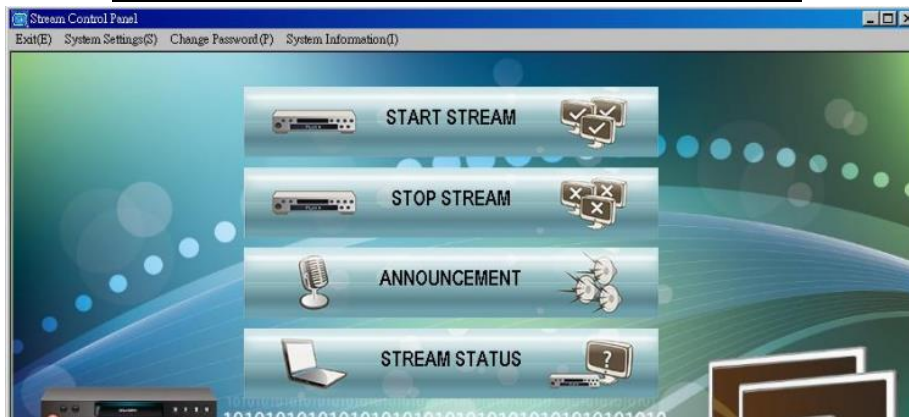 Stream Control Panel
Exit(E) System Settings(S) Change Password(P) System Information(I)
START STREAM
STOP STREAM
ANNOUNCEMENT
STREAM STATUS
?